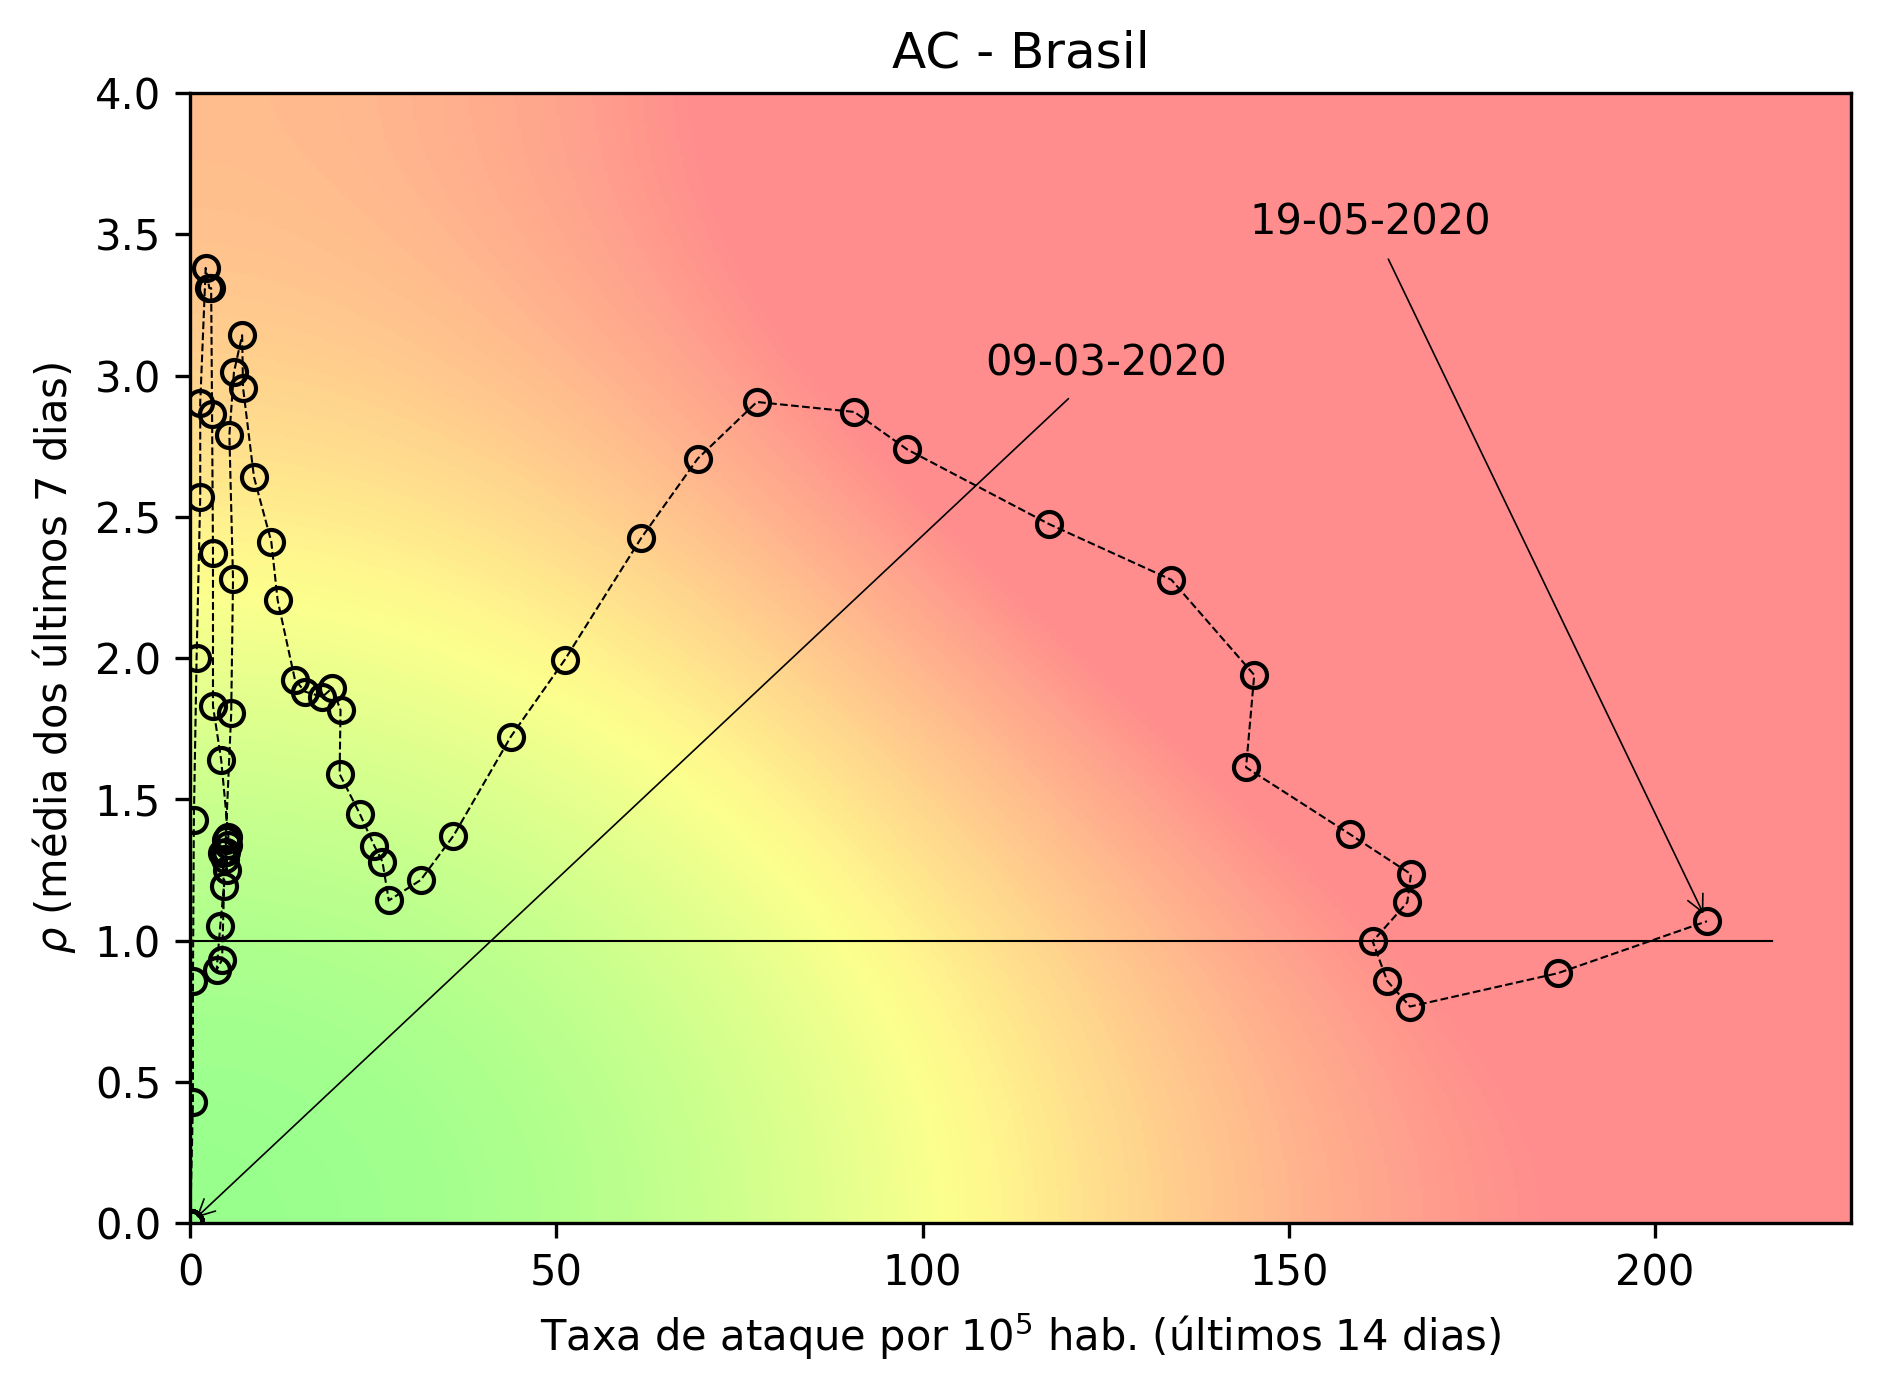 AC - Brasil
4.0
3.5
3.0
2.5
2.0
1.5
1.0
0.5
0.0
ρ (média dos últimos 7 dias)
19-05-2020
09-03-2020
0 50 100 150 200
Taxa de ataque por 10⁵ hab. (últimos 14 dias)